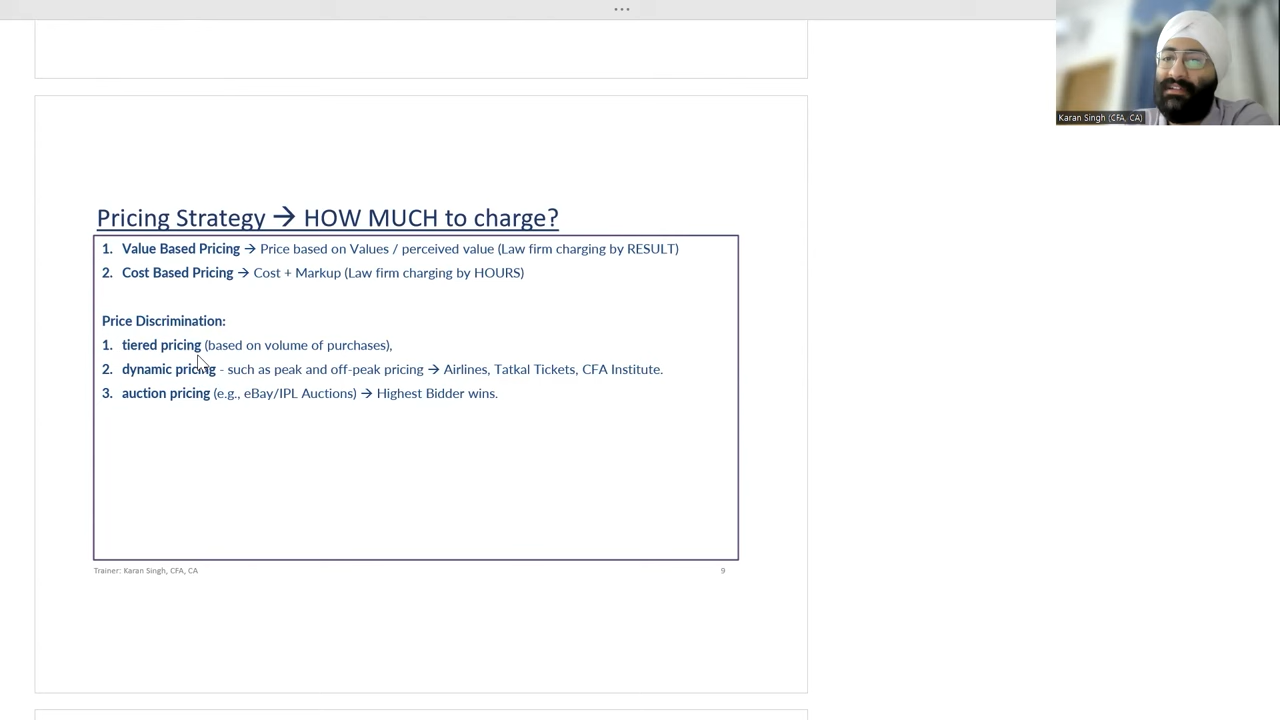 Karan Singh (CFA, CA)
Pricing Strategy → HOW MUCH to charge?
1. Value Based Pricing → Price based on Values / perceived value (Law firm charging by RESULT)
2. Cost Based Pricing → Cost + Markup (Law firm charging by HOURS)
Price Discrimination:
1. tiered pricing (based on volume of purchases),
2. dynamic pricing - such as peak and off-peak pricing → Airlines, Tatkal Tickets, CFA Institute.
3. auction pricing (e.g., eBay/IPL Auctions) → Highest Bidder wins.
Trainer: Karan Singh, CFA, CA
9